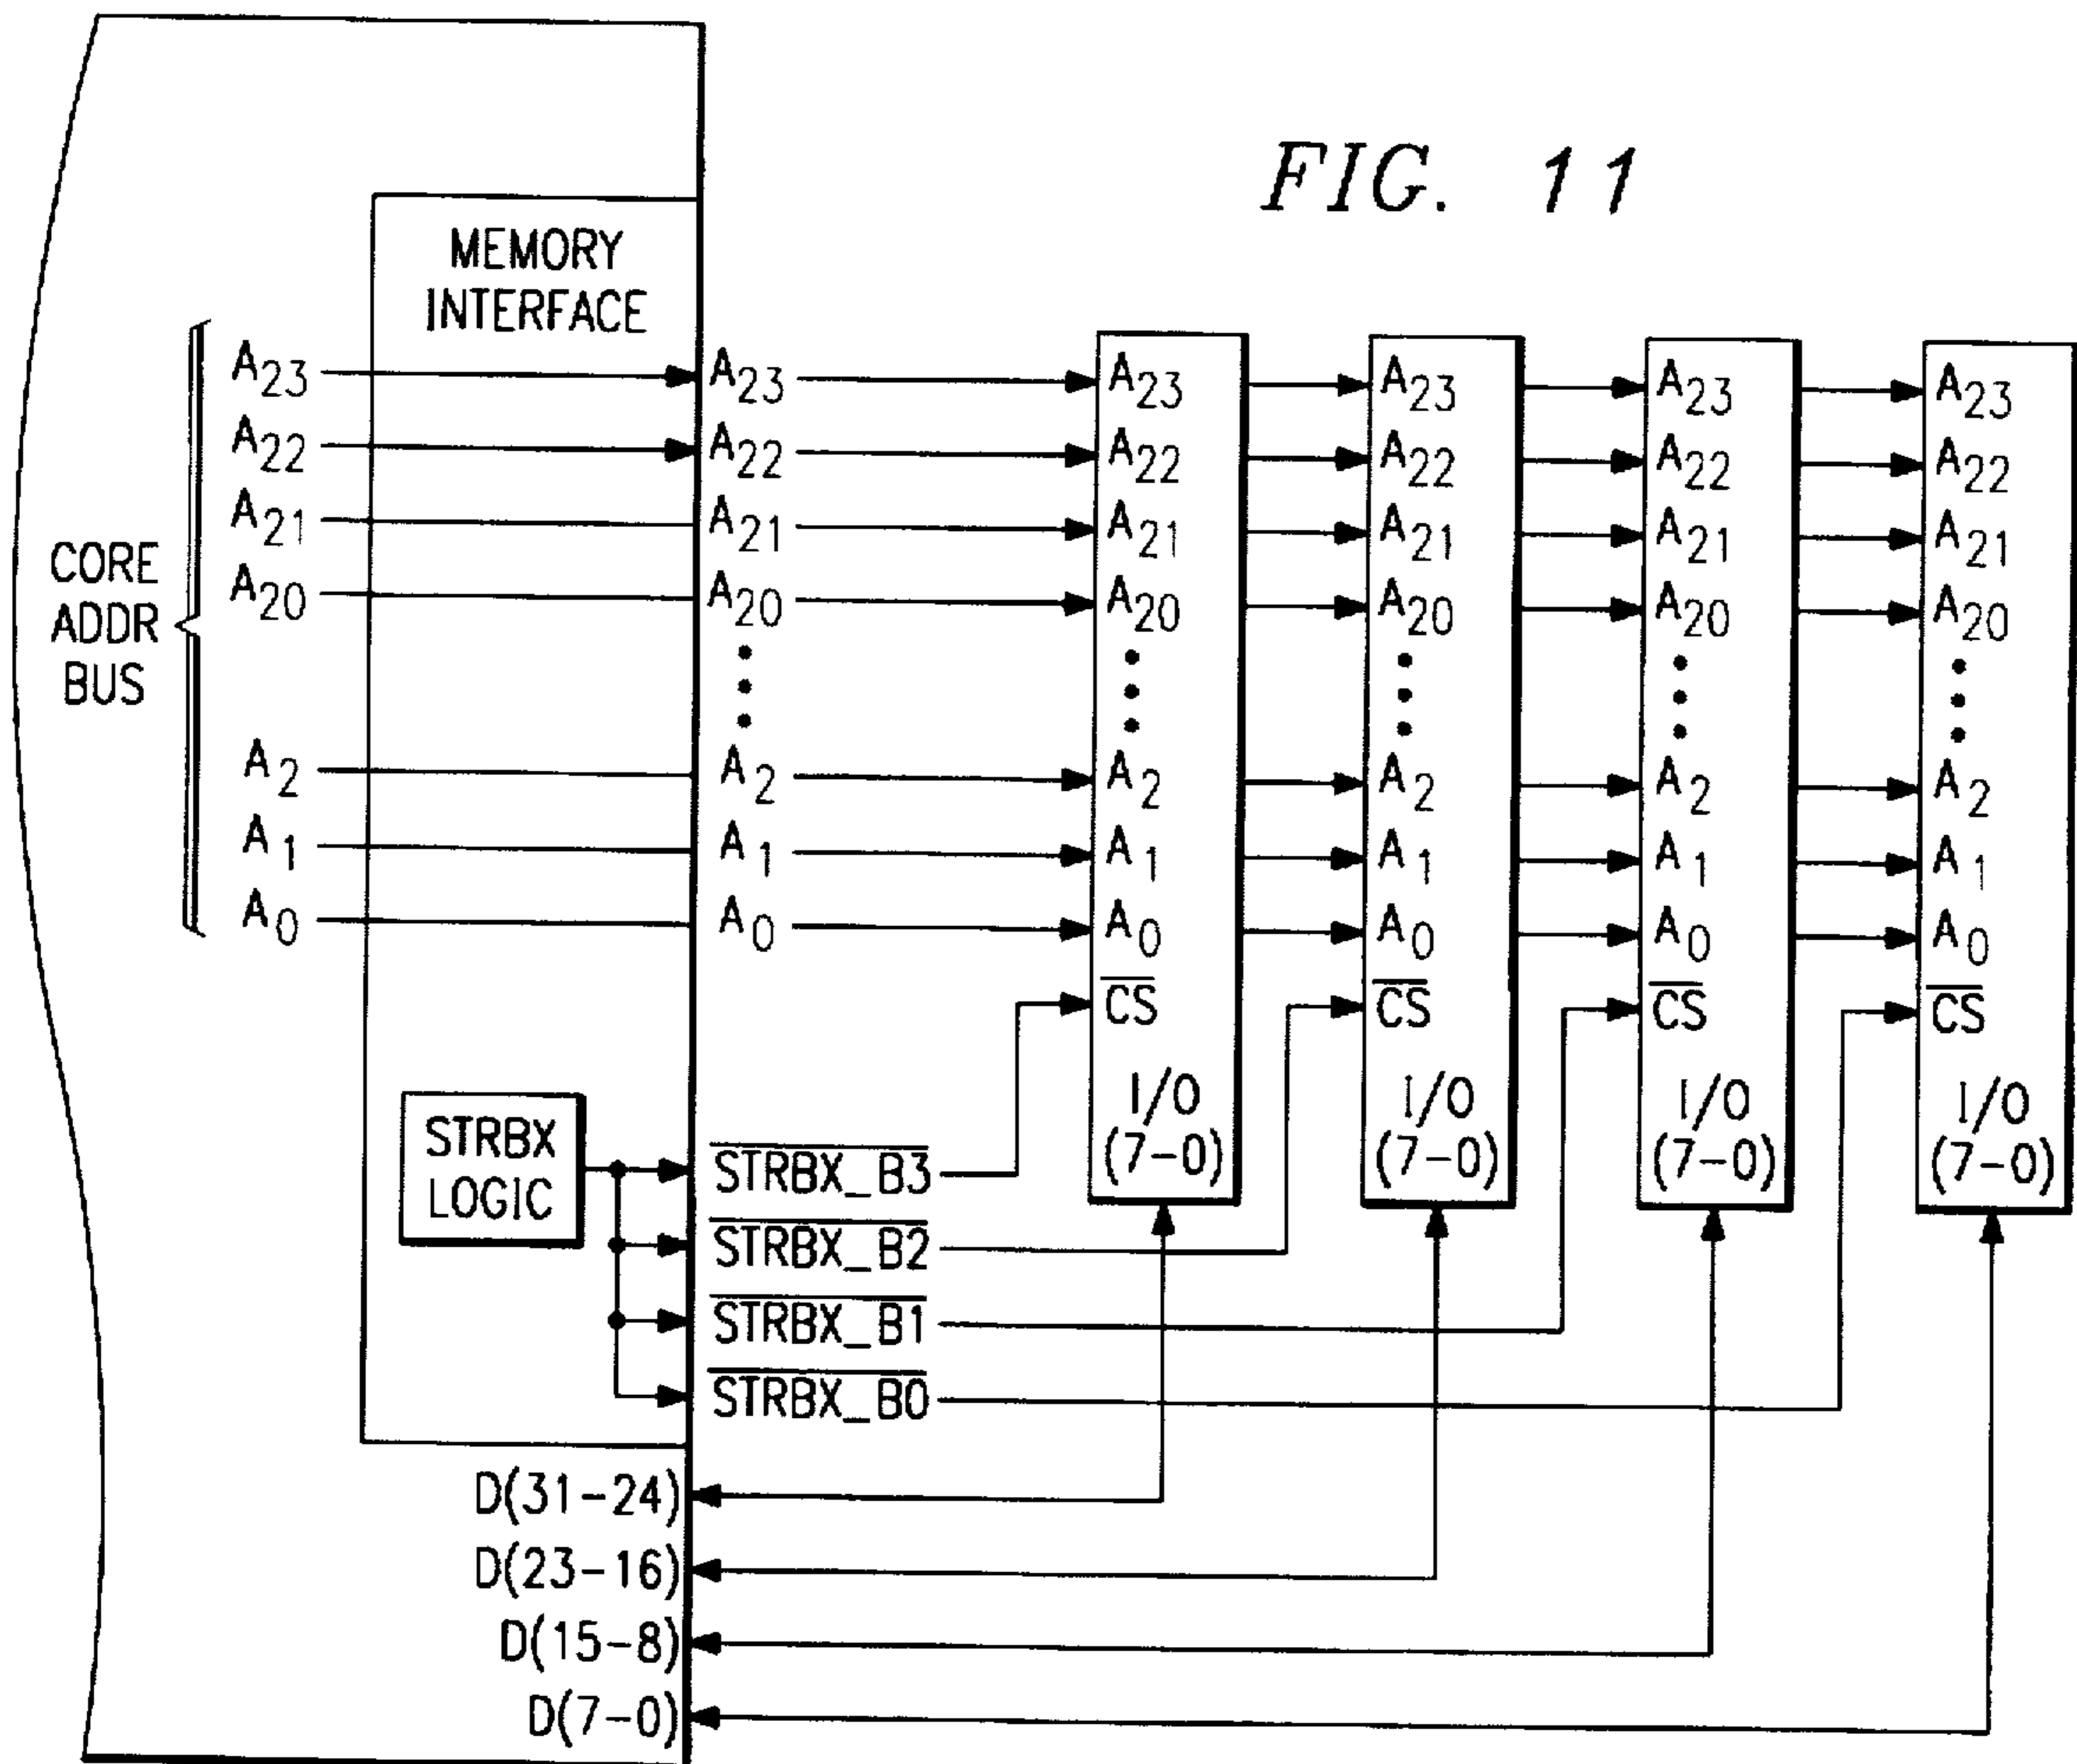 FIG. 11
MEMORY
INTERFACE
CORE
ADDR
BUS
A23 A23 A23 A23 A23 A23
A22 A22 A22 A22 A22 A22
A21 A21 A21 A21 A21 A21
A20 A20 A20 A20 A20 A20
A2 A2 A2 A2 A2 A2
A1 A1 A1 A1 A1 A1
A0 A0 A0 A0 A0 A0
CS CS CS CS
I/O I/O I/O I/O
(7-0) (7-0) (7-0) (7-0)
STRBX
LOGIC
STRBX_B3
STRBX_B2
STRBX_B1
STRBX_B0
D(31-24)
D(23-16)
D(15-8)
D(7-0)